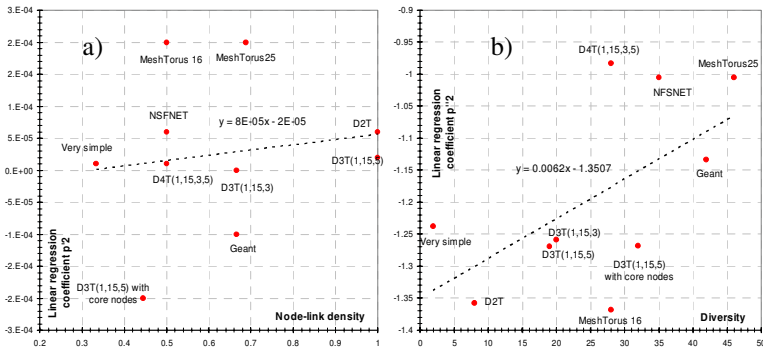 3.E-04
2.E-04
2.E-04
1.E-04
5.E-05
0.E+00
-5.E-05
-1.E-04
-2.E-04
-2.E-04
-3.E-04
a)
MeshTorus 16
MeshTorus25
NSFNET
y = 8E-05x - 2E-05
D2T
Very simple
D4T(1,15,3,5)
D3T(1,15,3)
D3T(1,15,5)
Geant
D3T(1,15,5) with
core nodes
Linear regression
coefficient p'2
Node-link density
0.2
0.3
0.4
0.5
0.6
0.7
0.8
0.9
1
-0.9
-0.95
-1
-1.05
-1.1
-1.15
-1.2
-1.25
-1.3
-1.35
-1.4
b)
D4T(1,15,3,5)
MeshTorus25
NFSNET
Linear regression
coefficient p''2
y = 0.0062x - 1.3507
Geant
Very simple
D3T(1,15,3)
D3T(1,15,5)
D3T(1,15,5)
with core nodes
D2T
MeshTorus 16
Diversity
0
5
10
15
20
25
30
35
40
45
50